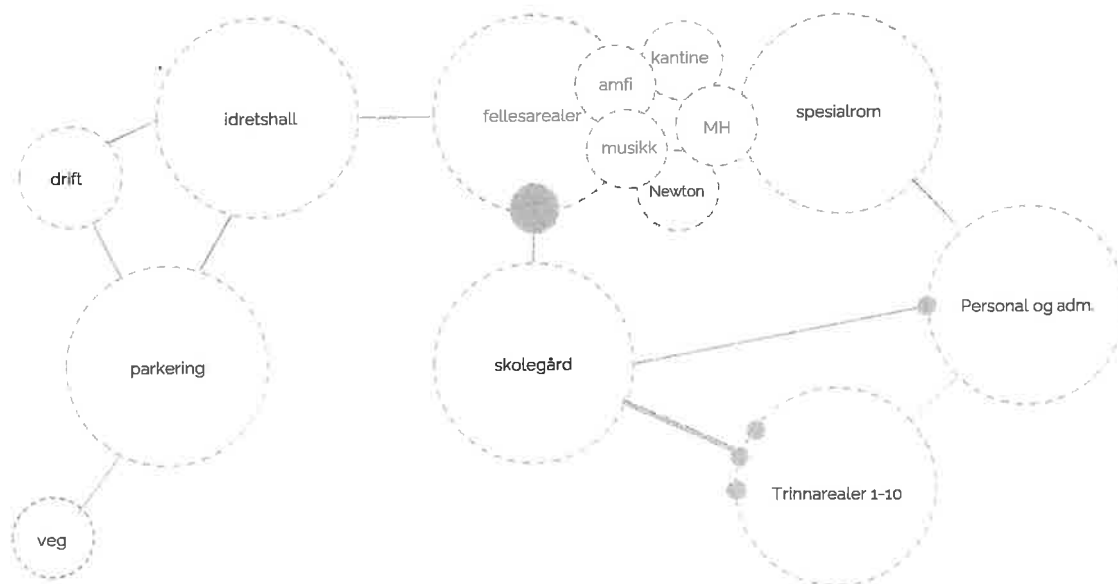 kantine
idretshall
fellesarealer
amfi
spesialrom
MH
musikk
drift
Newton
Personal og adm.
parkering
skolegård
Trinnarealer 1-10
veg